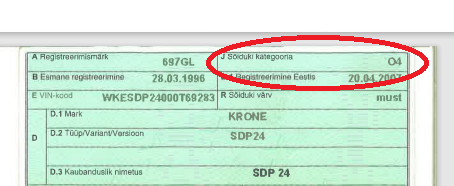 A Registreerimismärk 697GL J Sõiduki kategooria O4
B Esmane registreerimine 28.03.1996 Registreerimine Eestis 20.04.2007
E VIN-kood WKESDP24000T69283 R Sõiduki värv must
D.1 Mark KRONE
D D.2 Tüüp/Variant/Versioon SDP24
D.3 Kaubanduslik nimetus SDP 24